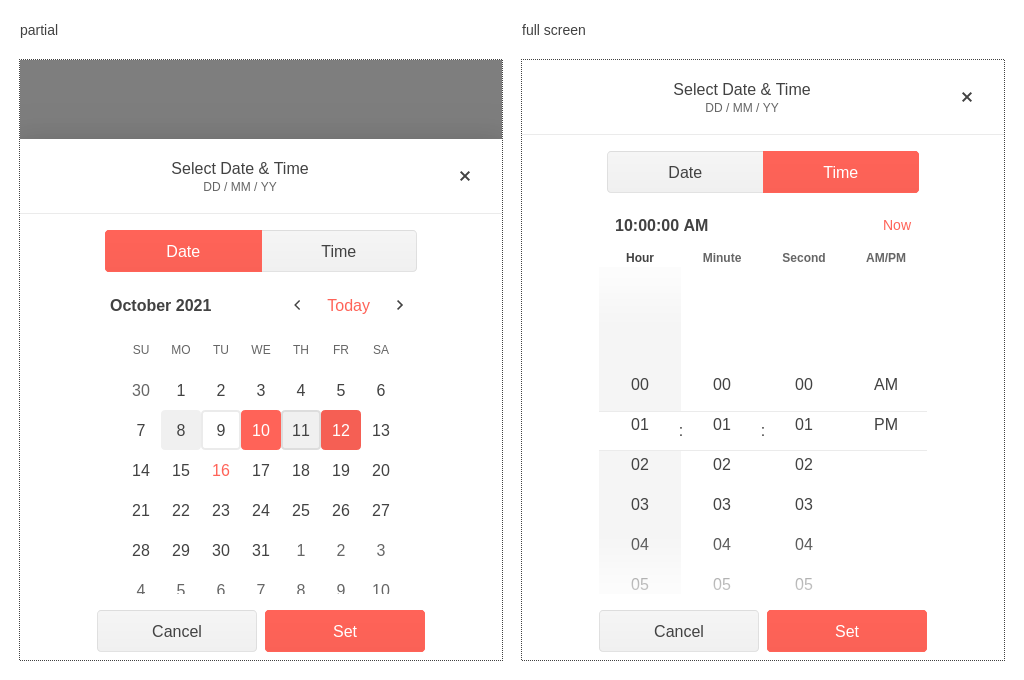 partial
Select Date & Time
DD / MM / YY
Date Time
October 2021 Today
SU MO TU WE TH FR SA
30 1 2 3 4 5 6
7 8 9 10 11 12 13
14 15 16 17 18 19 20
21 22 23 24 25 26 27
28 29 30 31 1 2 3
4 5 6 7 8 9 10
Cancel Set
full screen
Select Date & Time
DD / MM / YY
Date Time
10:00:00 AM Now
Hour Minute Second AM/PM
00 00 00 AM
01 : 01 : 01 PM
02 02 02
03 03 03
04 04 04
05 05 05
Cancel Set